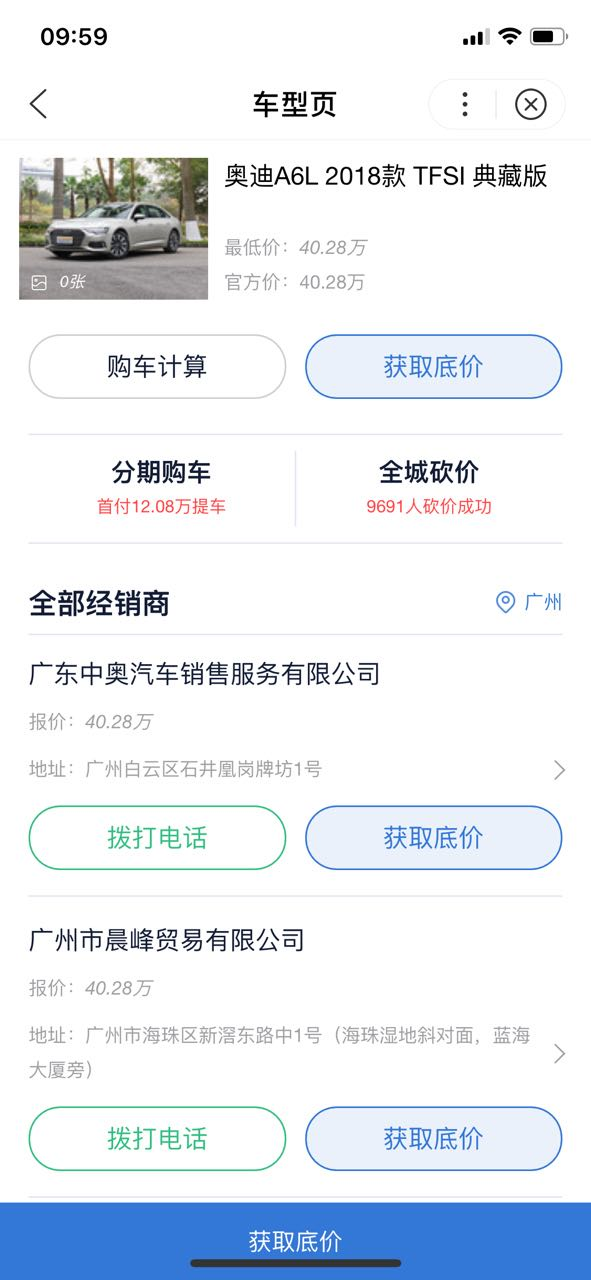 09:59
车型页
奥迪A6L 2018款 TFSI 典藏版
最低价：40.28万
0张
官方价：40.28万
购车计算
获取底价
分期购车
全城砍价
首付12.08万提车
9691人砍价成功
全部经销商
广州
广东中奥汽车销售服务有限公司
报价：40.28万
地址：广州白云区石井凰岗牌坊1号
拨打电话
获取底价
广州市晨峰贸易有限公司
报价：40.28万
地址：广州市海珠区新滘东路中1号（海珠湿地斜对面，蓝海
大厦旁）
拨打电话
获取底价
获取底价